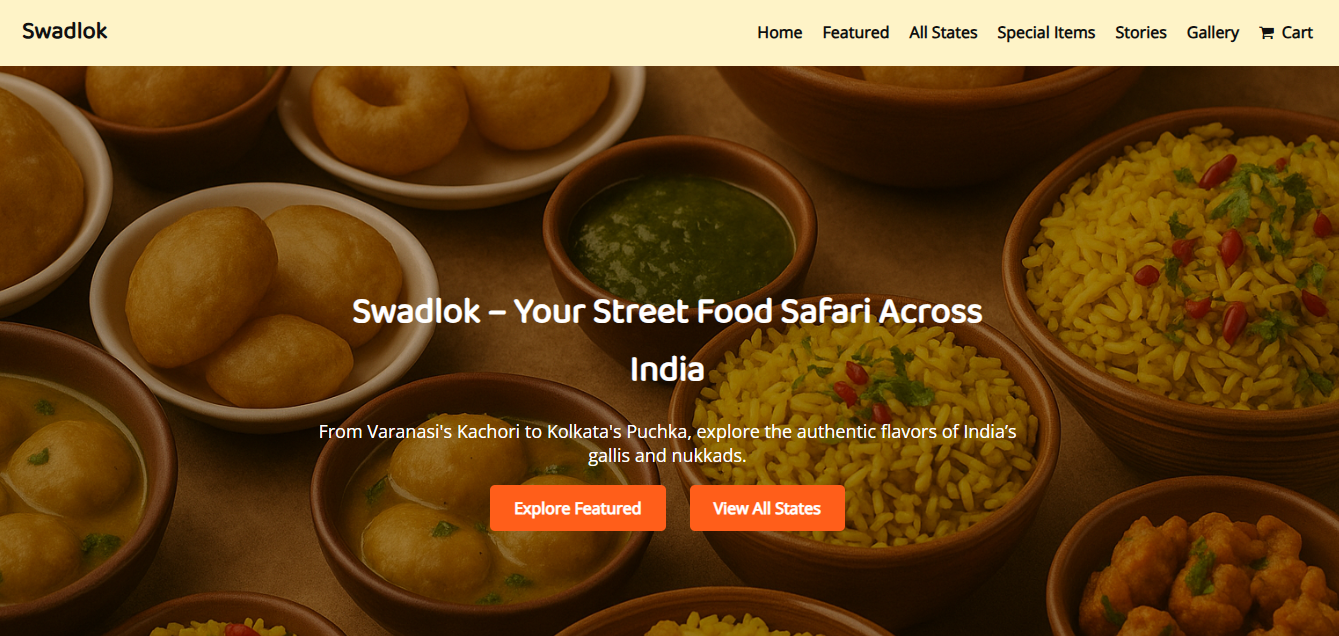 Swadlok
Home Featured All States Special Items Stories Gallery Cart
Swadlok – Your Street Food Safari Across
India
From Varanasi's Kachori to Kolkata's Puchka, explore the authentic flavors of India’s
gallis and nukkads.
Explore Featured View All States